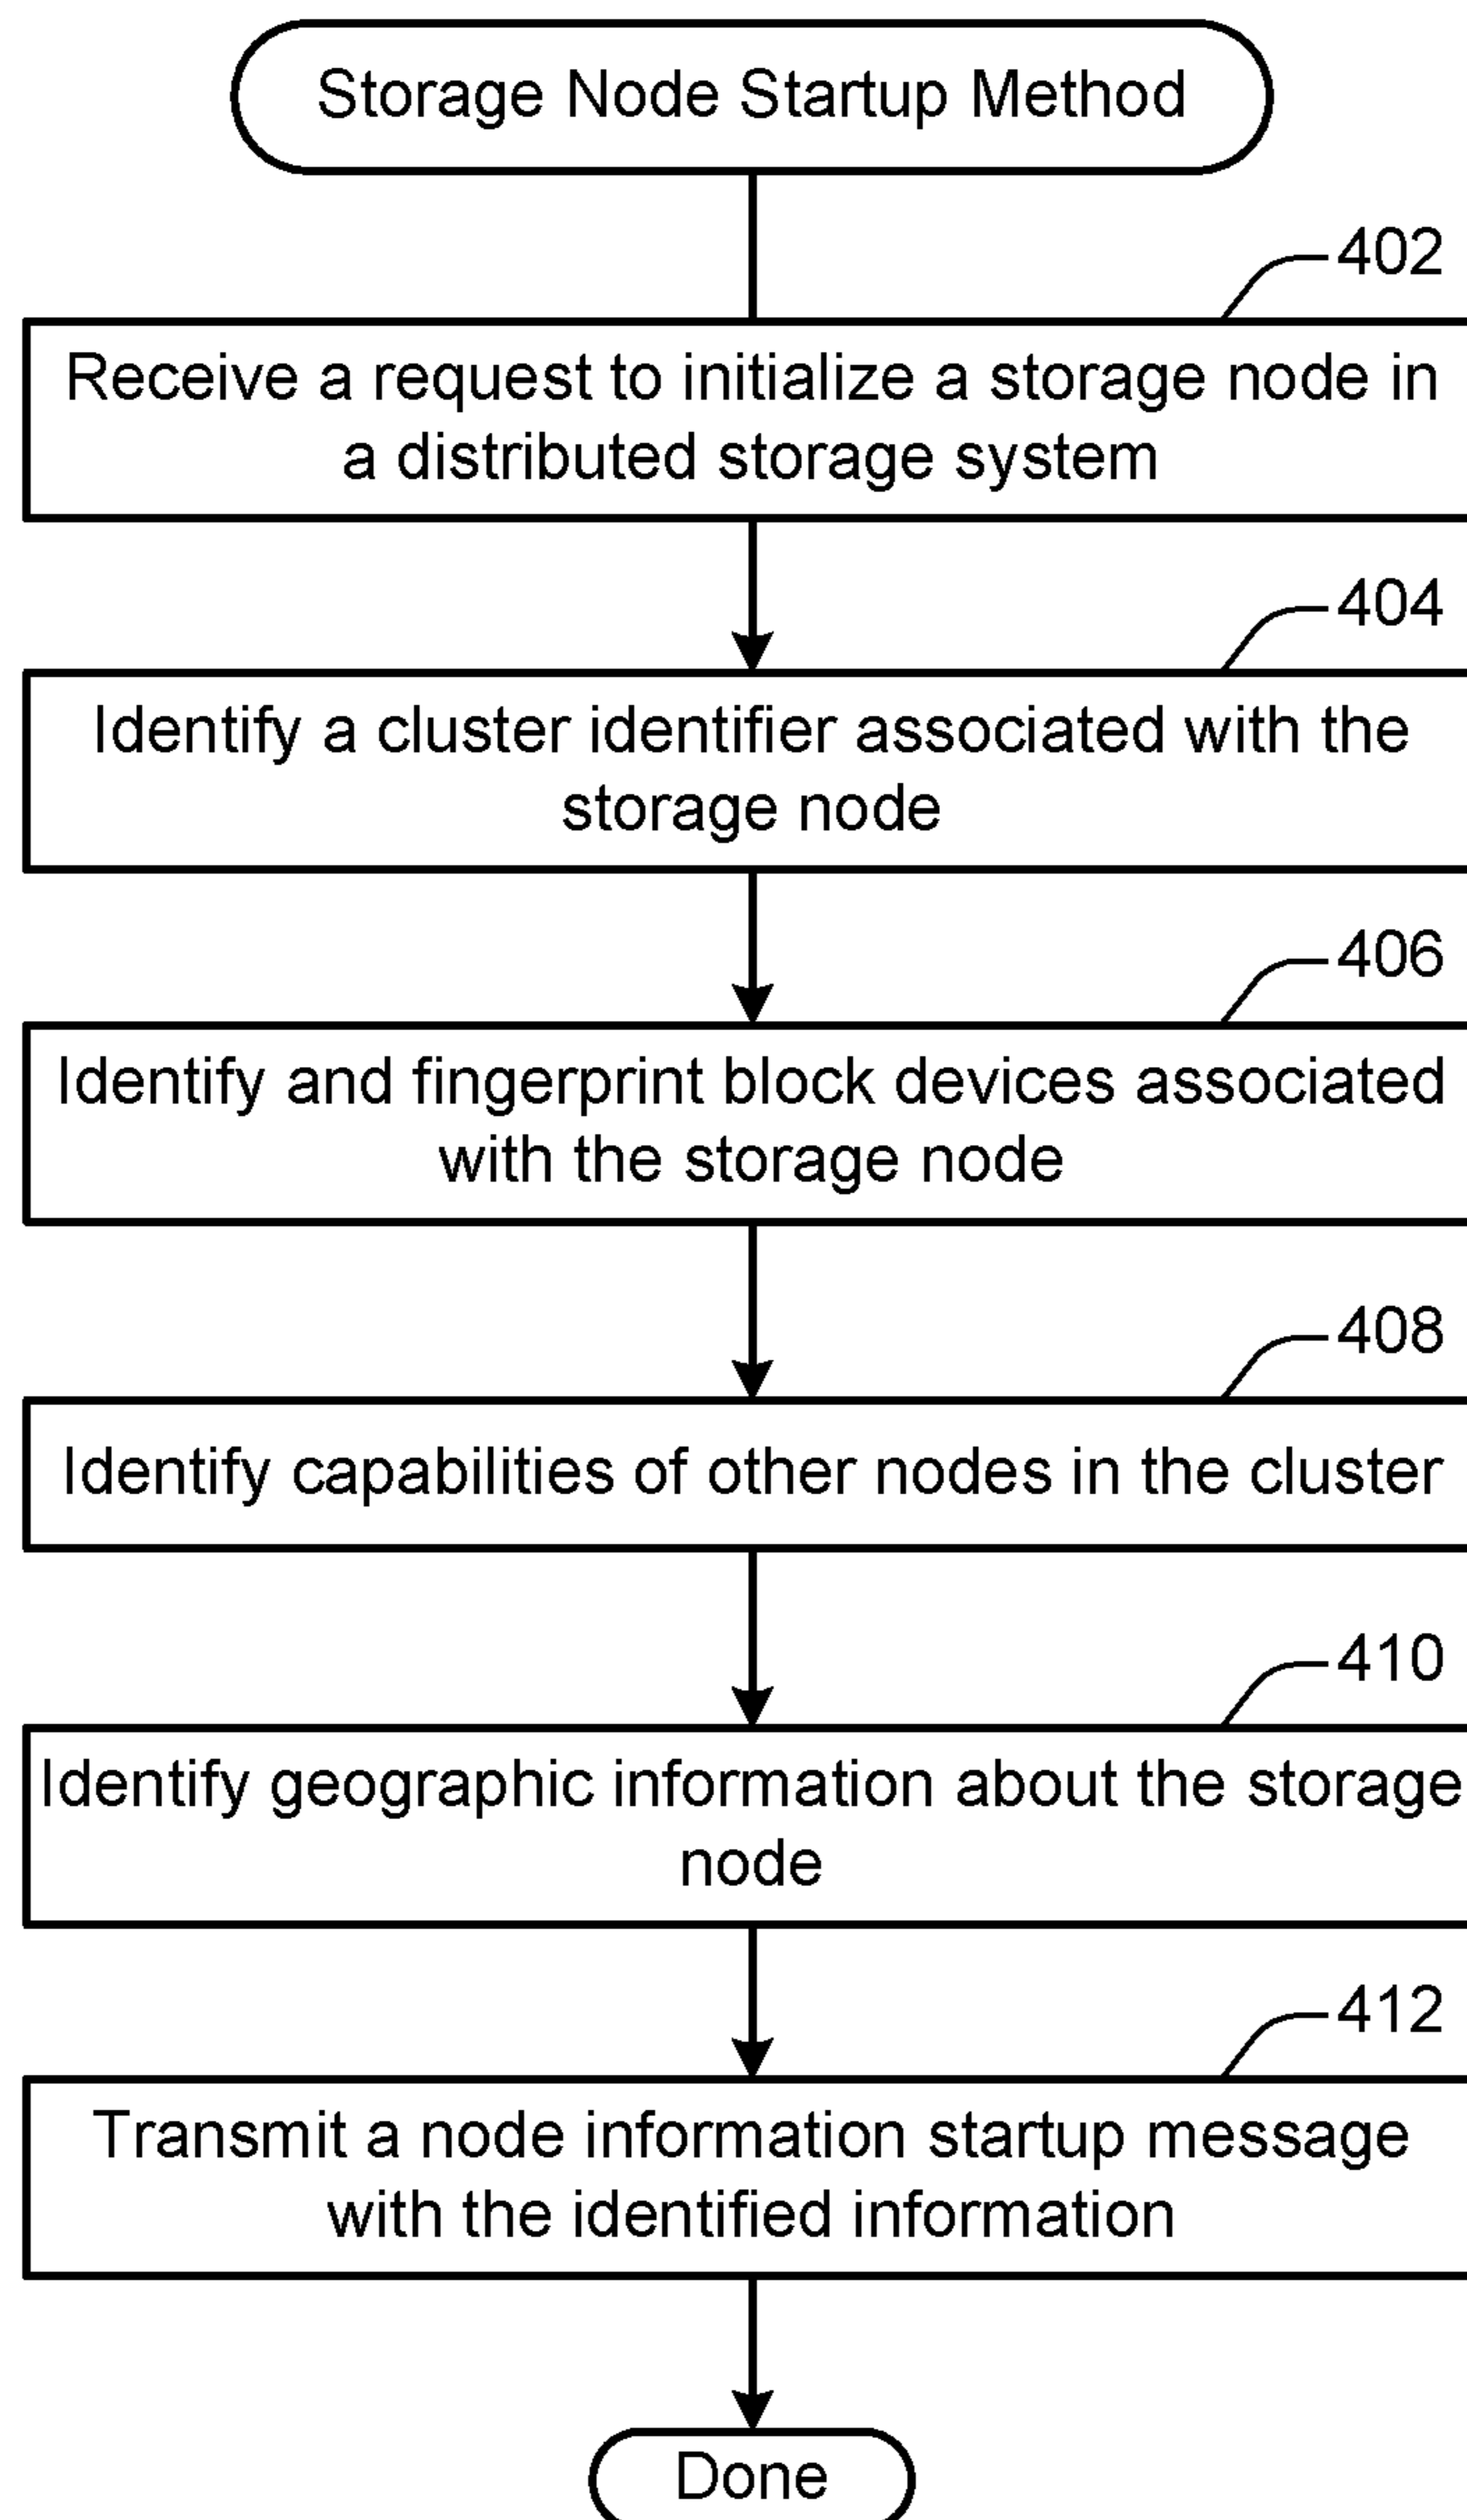 Storage Node Startup Method
402
Receive a request to initialize a storage node in
a distributed storage system
404
Identify a cluster identifier associated with the
storage node
406
Identify and fingerprint block devices associated
with the storage node
408
Identify capabilities of other nodes in the cluster
410
Identify geographic information about the storage
node
412
Transmit a node information startup message
with the identified information
Done